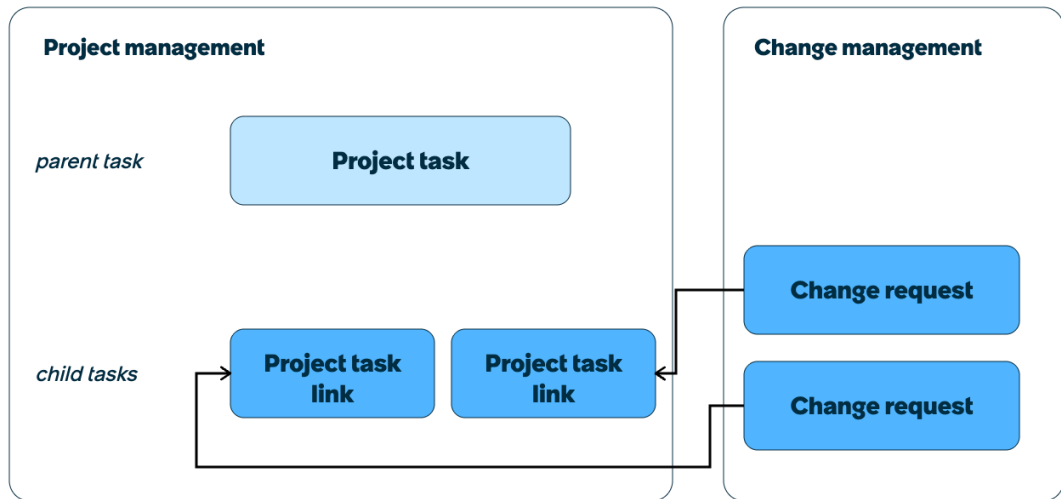 Project management
Change management
parent task
Project task
Change request
child tasks
Project task
link
Project task
link
Change request